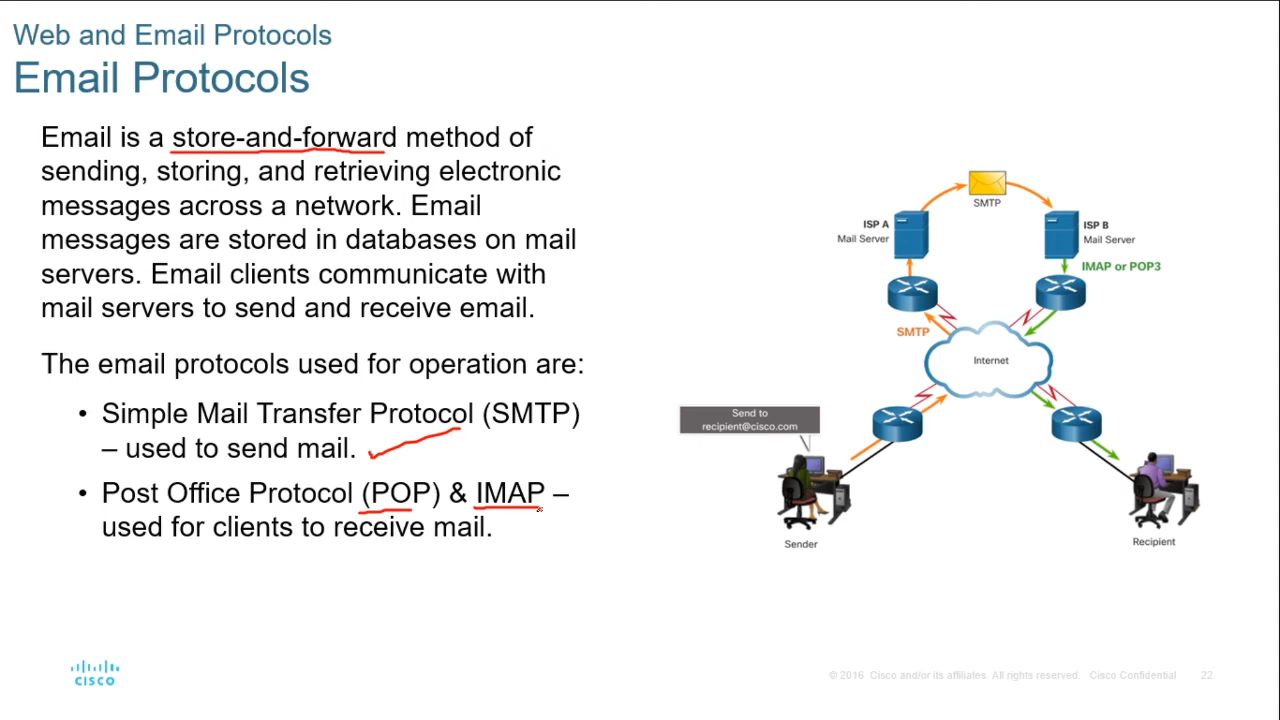 Web and Email Protocols
Email Protocols
Email is a store-and-forward method of
sending, storing, and retrieving electronic
messages across a network. Email
messages are stored in databases on mail
servers. Email clients communicate with
mail servers to send and receive email.
The email protocols used for operation are:
• Simple Mail Transfer Protocol (SMTP)
– used to send mail.
• Post Office Protocol (POP) & IMAP –
used for clients to receive mail.
SMTP
ISP A
Mail Server
ISP B
Mail Server
IMAP or POP3
SMTP
Internet
Send to
recipient@cisco.com
Sender
Recipient
CISCO
© 2016 Cisco and/or its affiliates. All rights reserved. Cisco Confidential
22